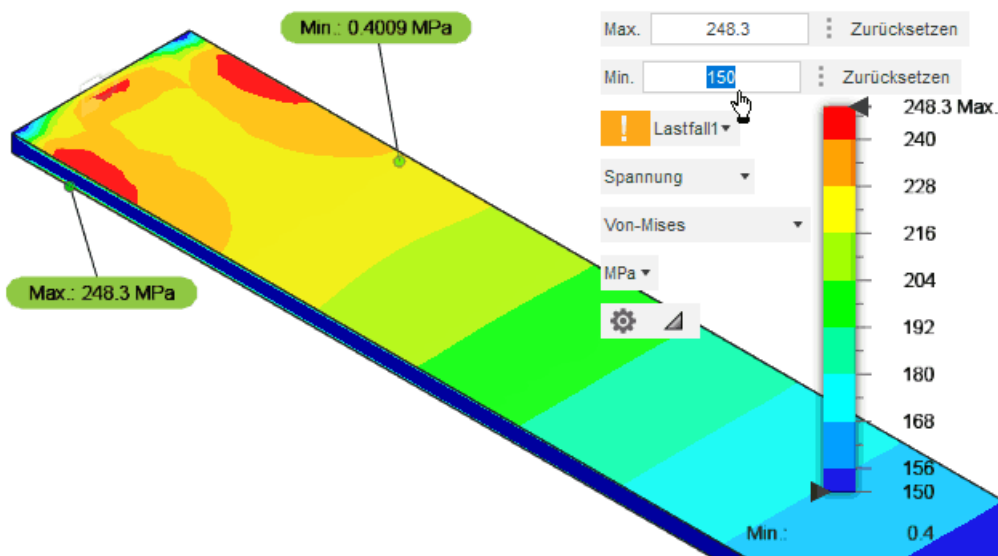 Min.: 0.4009 MPa
Max.: 248.3 MPa
Max. 248.3 Zurücksetzen
Min. 150 Zurücksetzen
! Lastfall1
Spannung
Von-Mises
MPa
248.3 Max.
240
228
216
204
192
180
168
156
150
Min.: 0.4